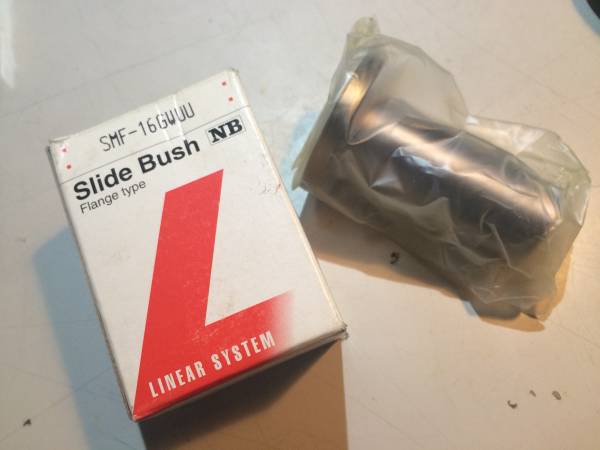 SMF-16GWUU
Slide Bush NB
Flange type
LINEAR SYSTEM